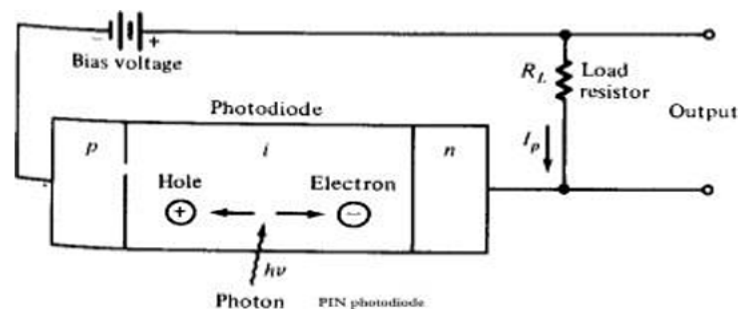 − +
Bias voltage
R_L Load
resistor
Output
Photodiode
I_p
p i n
Hole Electron
+ −
hν
Photon PIN photodiode